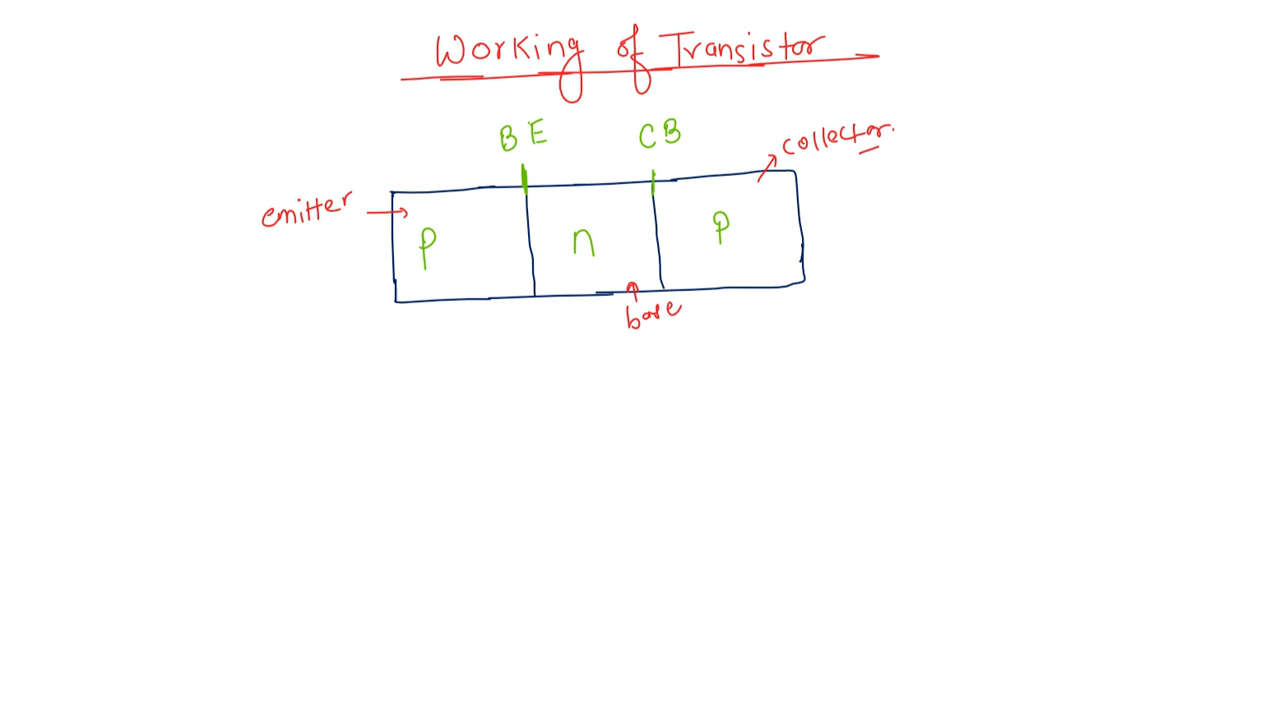 Working of Transistor
BE CB
collector.
emitter
p n p
base